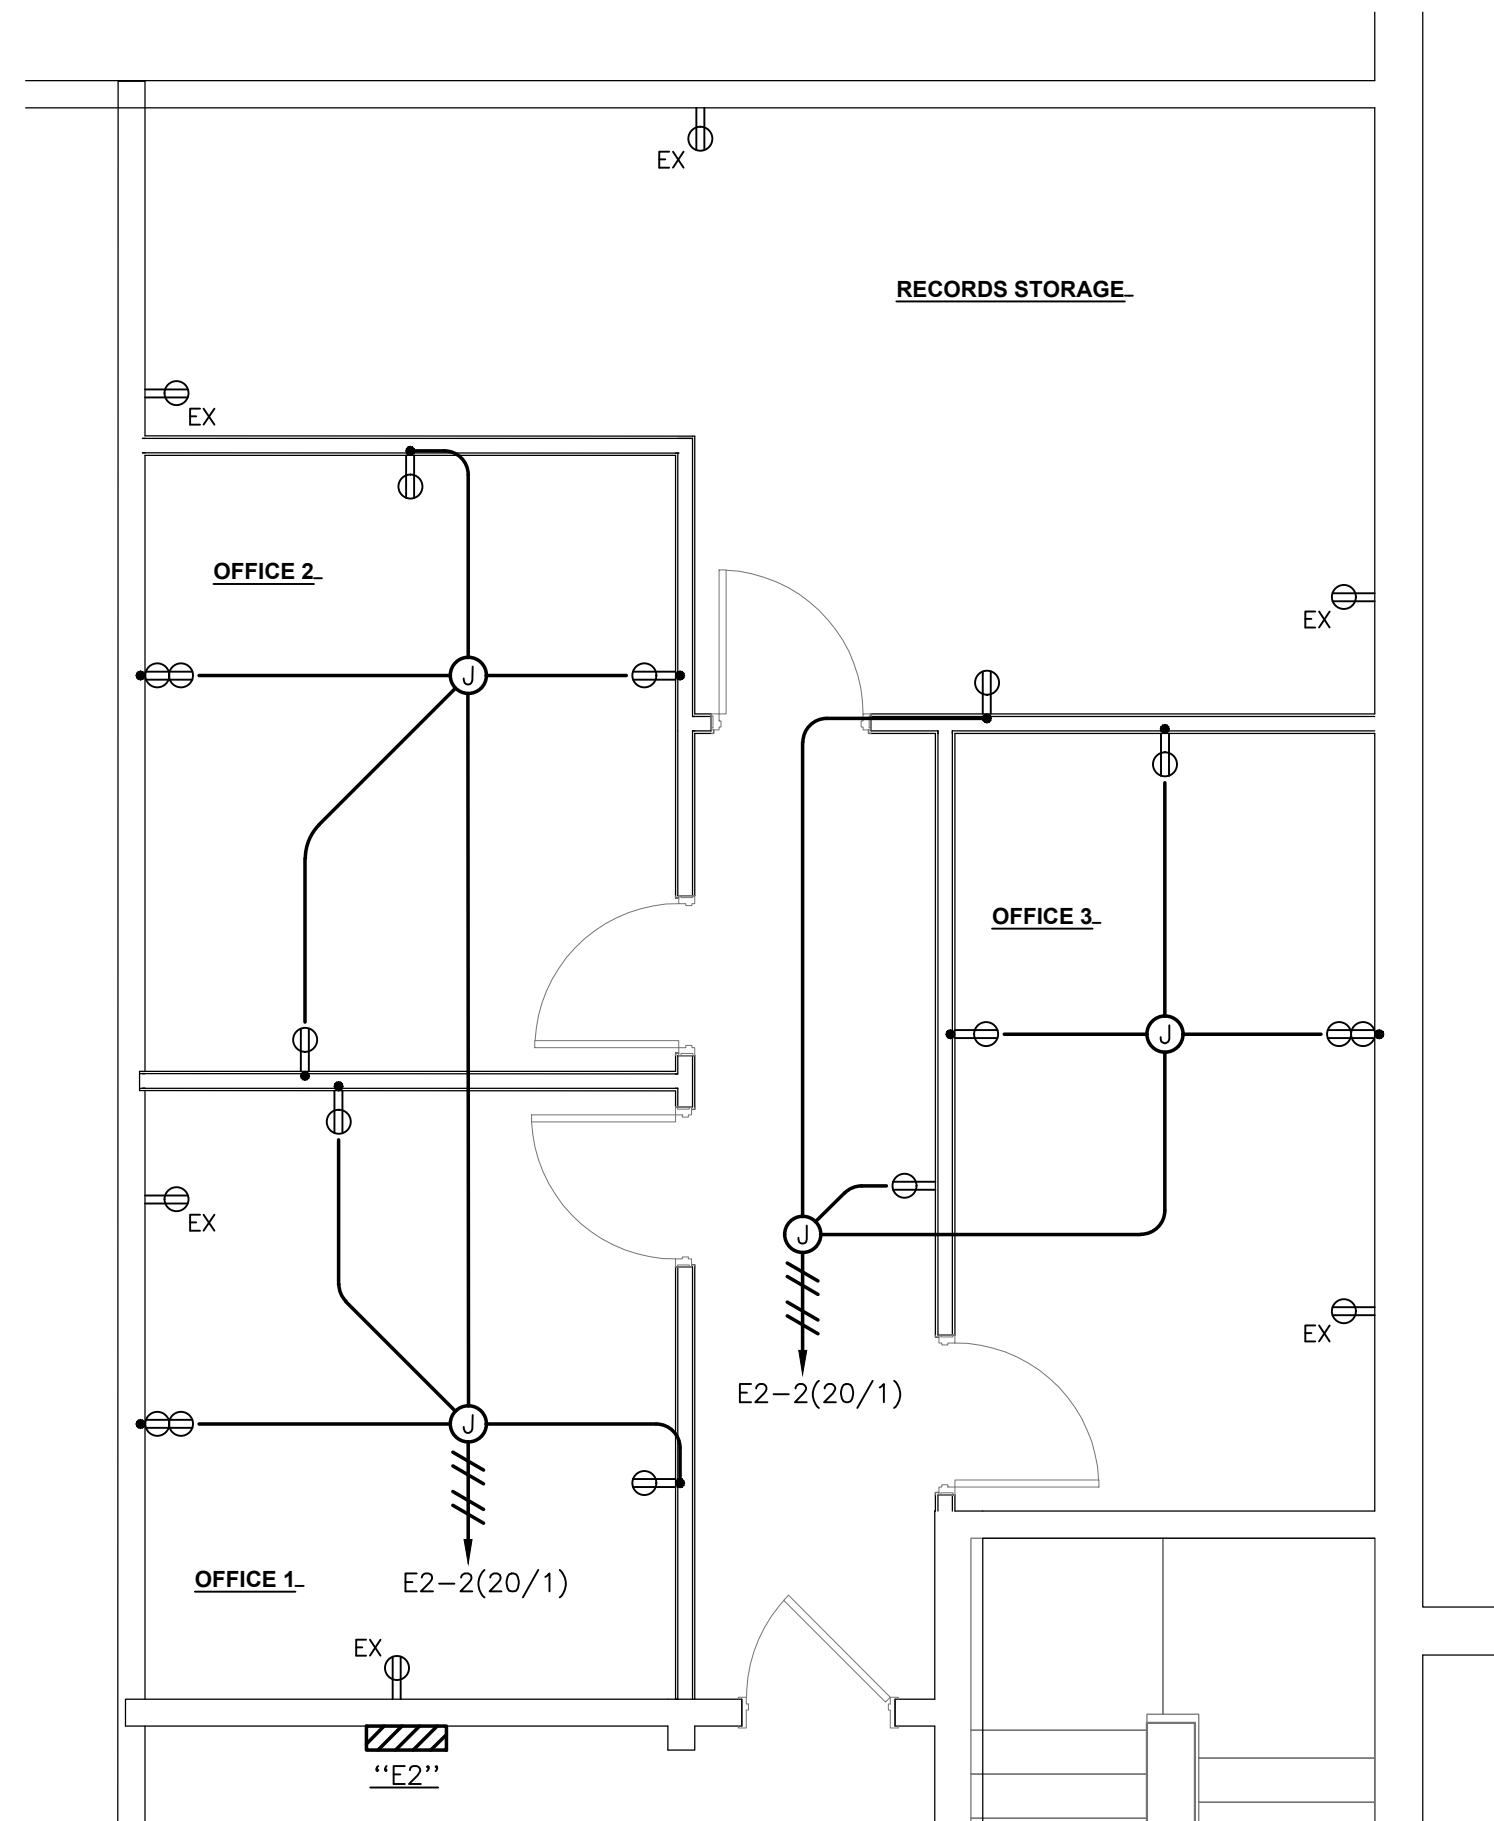 EX
RECORDS STORAGE
EX
OFFICE 2
EX
J
OFFICE 3
J
EX
J
EX
E2-2(20/1)
J
OFFICE 1
E2-2(20/1)
EX
"E2"